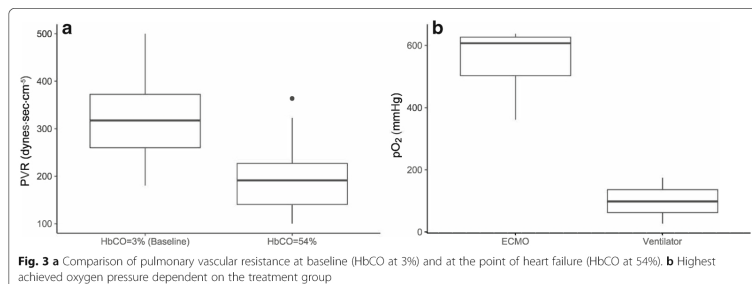 a
PVR (dynes·sec·cm⁻⁵)
500
400
300
200
100
HbCO=3% (Baseline)
HbCO=54%
b
pO₂ (mmHg)
600
400
200
0
ECMO
Ventilator
Fig. 3 a Comparison of pulmonary vascular resistance at baseline (HbCO at 3%) and at the point of heart failure (HbCO at 54%). b Highest
achieved oxygen pressure dependent on the treatment group